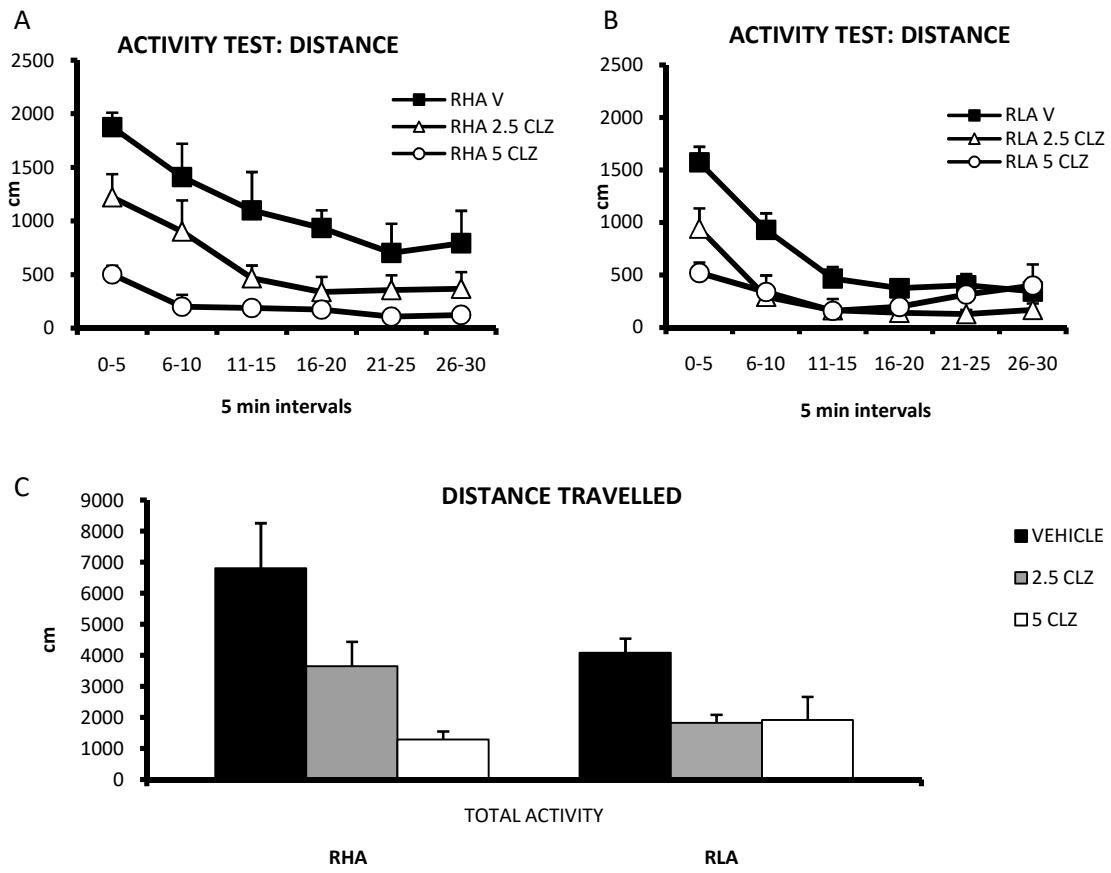 A
ACTIVITY TEST: DISTANCE
2500
2000
1500
1000
500
0
cm
RHA V
RHA 2.5 CLZ
RHA 5 CLZ
0-5 6-10 11-15 16-20 21-25 26-30
5 min intervals
B
ACTIVITY TEST: DISTANCE
2500
2000
1500
1000
500
0
cm
RLA V
RLA 2.5 CLZ
RLA 5 CLZ
0-5 6-10 11-15 16-20 21-25 26-30
5 min intervals
C
DISTANCE TRAVELLED
9000
8000
7000
6000
5000
4000
3000
2000
1000
0
cm
VEHICLE
2.5 CLZ
5 CLZ
TOTAL ACTIVITY
RHA RLA